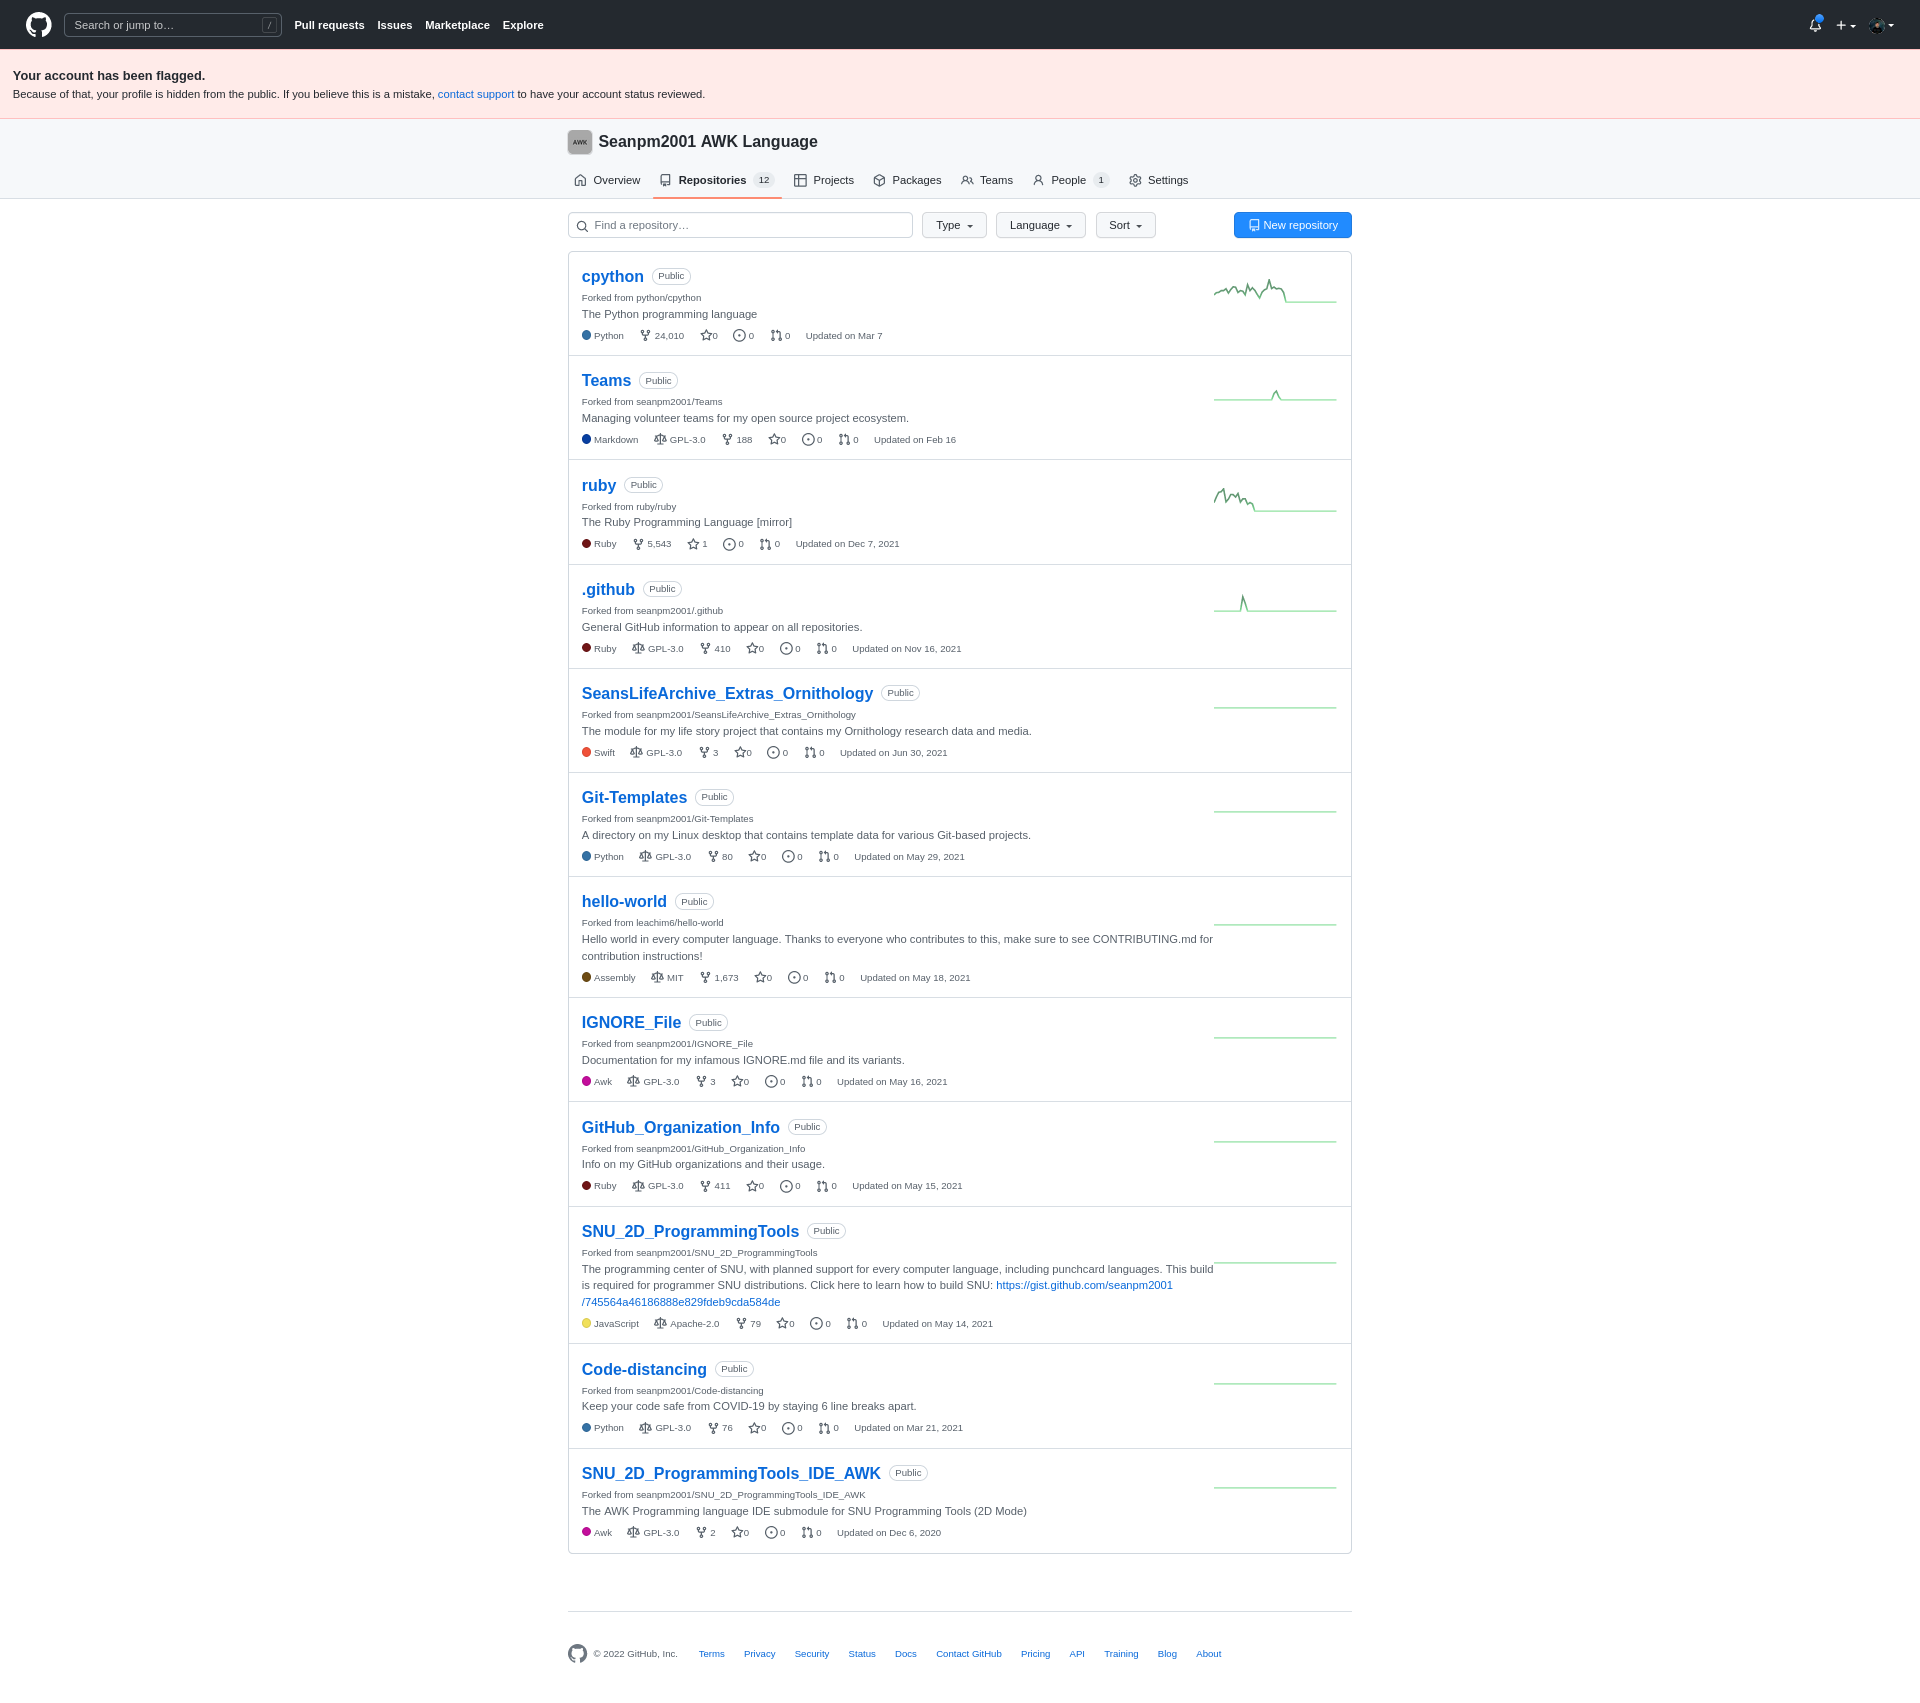 Search or jump to… /
Pull requests Issues Marketplace Explore
Your account has been flagged.
Because of that, your profile is hidden from the public. If you believe this is a mistake, contact support to have your account status reviewed.
AWK Seanpm2001 AWK Language
Overview Repositories 12 Projects Packages Teams People 1 Settings
Find a repository… Type Language Sort New repository
cpython Public
Forked from python/cpython
The Python programming language
Python 24,010 0 0 0 Updated on Mar 7
Teams Public
Forked from seanpm2001/Teams
Managing volunteer teams for my open source project ecosystem.
Markdown GPL-3.0 188 0 0 0 Updated on Feb 16
ruby Public
Forked from ruby/ruby
The Ruby Programming Language [mirror]
Ruby 5,543 1 0 0 Updated on Dec 7, 2021
.github Public
Forked from seanpm2001/.github
General GitHub information to appear on all repositories.
Ruby GPL-3.0 410 0 0 0 Updated on Nov 16, 2021
SeansLifeArchive_Extras_Ornithology Public
Forked from seanpm2001/SeansLifeArchive_Extras_Ornithology
The module for my life story project that contains my Ornithology research data and media.
Swift GPL-3.0 3 0 0 0 Updated on Jun 30, 2021
Git-Templates Public
Forked from seanpm2001/Git-Templates
A directory on my Linux desktop that contains template data for various Git-based projects.
Python GPL-3.0 80 0 0 0 Updated on May 29, 2021
hello-world Public
Forked from leachim6/hello-world
Hello world in every computer language. Thanks to everyone who contributes to this, make sure to see CONTRIBUTING.md for
contribution instructions!
Assembly MIT 1,673 0 0 0 Updated on May 18, 2021
IGNORE_File Public
Forked from seanpm2001/IGNORE_File
Documentation for my infamous IGNORE.md file and its variants.
Awk GPL-3.0 3 0 0 0 Updated on May 16, 2021
GitHub_Organization_Info Public
Forked from seanpm2001/GitHub_Organization_Info
Info on my GitHub organizations and their usage.
Ruby GPL-3.0 411 0 0 0 Updated on May 15, 2021
SNU_2D_ProgrammingTools Public
Forked from seanpm2001/SNU_2D_ProgrammingTools
The programming center of SNU, with planned support for every computer language, including punchcard languages. This build
is required for programmer SNU distributions. Click here to learn how to build SNU: https://gist.github.com/seanpm2001
/745564a46186888e829fdeb9cda584de
JavaScript Apache-2.0 79 0 0 0 Updated on May 14, 2021
Code-distancing Public
Forked from seanpm2001/Code-distancing
Keep your code safe from COVID-19 by staying 6 line breaks apart.
Python GPL-3.0 76 0 0 0 Updated on Mar 21, 2021
SNU_2D_ProgrammingTools_IDE_AWK Public
Forked from seanpm2001/SNU_2D_ProgrammingTools_IDE_AWK
The AWK Programming language IDE submodule for SNU Programming Tools (2D Mode)
Awk GPL-3.0 2 0 0 0 Updated on Dec 6, 2020
© 2022 GitHub, Inc. Terms Privacy Security Status Docs Contact GitHub Pricing API Training Blog About